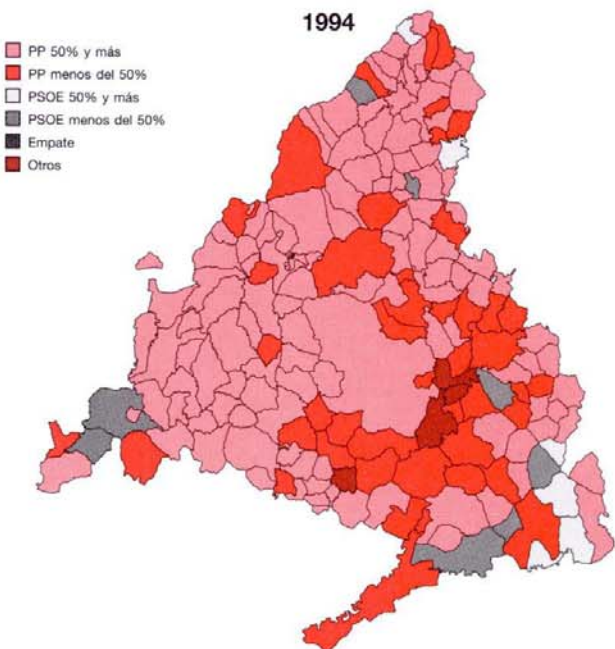 1994
PP 50% y más
PP menos del 50%
PSOE 50% y más
PSOE menos del 50%
Empate
Otros